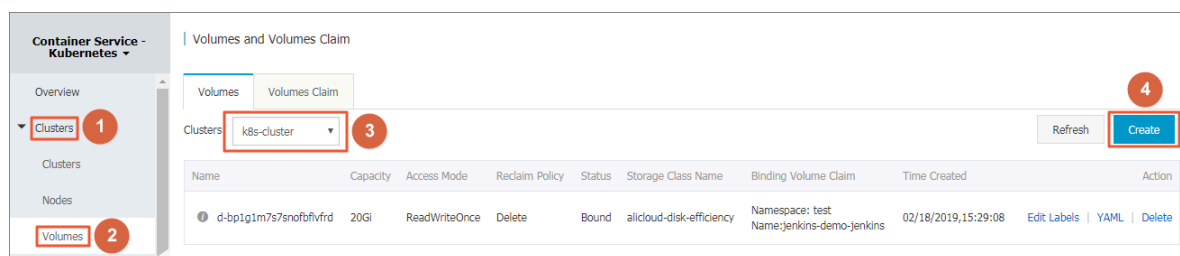 Container Service -
Kubernetes
Volumes and Volumes Claim
Overview
Volumes Volumes Claim
4
Clusters 1
Clusters k8s-cluster 3 Refresh Create
Clusters
Name Capacity Access Mode Reclaim Policy Status Storage Class Name Binding Volume Claim Time Created Action
Nodes
d-bp1g1m7s7snofbflvfrd 20Gi ReadWriteOnce Delete Bound alicloud-disk-efficiency Namespace: test
Name:jenkins-demo-jenkins 02/18/2019,15:29:08 Edit Labels | YAML | Delete
Volumes 2